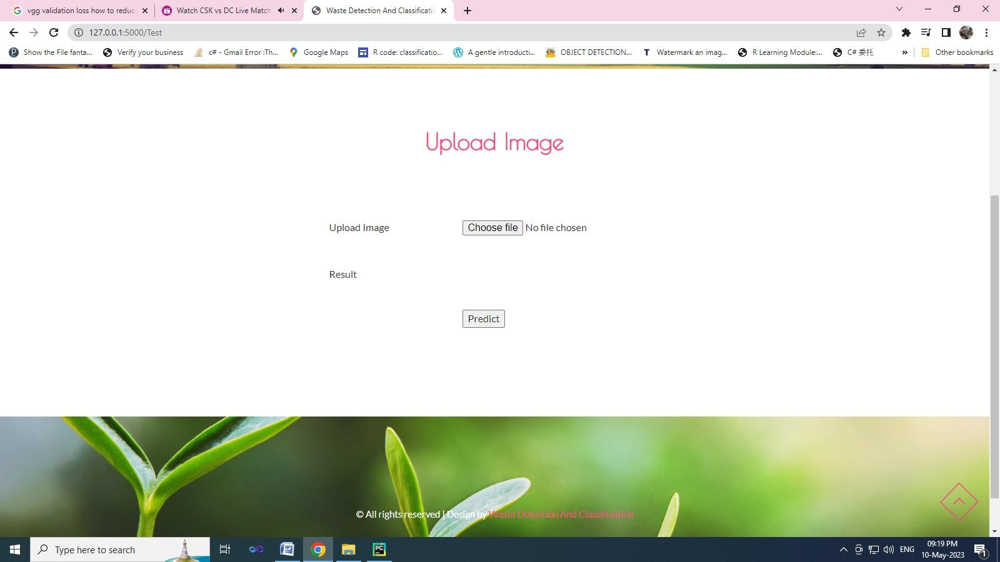 vgg validation loss how to reduce
Watch CSK vs DC Live Match
Waste Detection And Classificatio
127.0.0.1:5000/Test
Show the File fanta...
Verify your business
c# - Gmail Error :Th...
Google Maps
R code: classificatio...
A gentle introducti...
OBJECT DETECTION...
T
Watermark an imag...
R Learning Module:...
C# 委托
»
Other bookmarks
Upload Image
Upload Image
Choose file No file chosen
Result
Predict
© All rights reserved | Design by Waste Detection And Classification
Type here to search
ENG
09:19 PM
10-May-2023
1